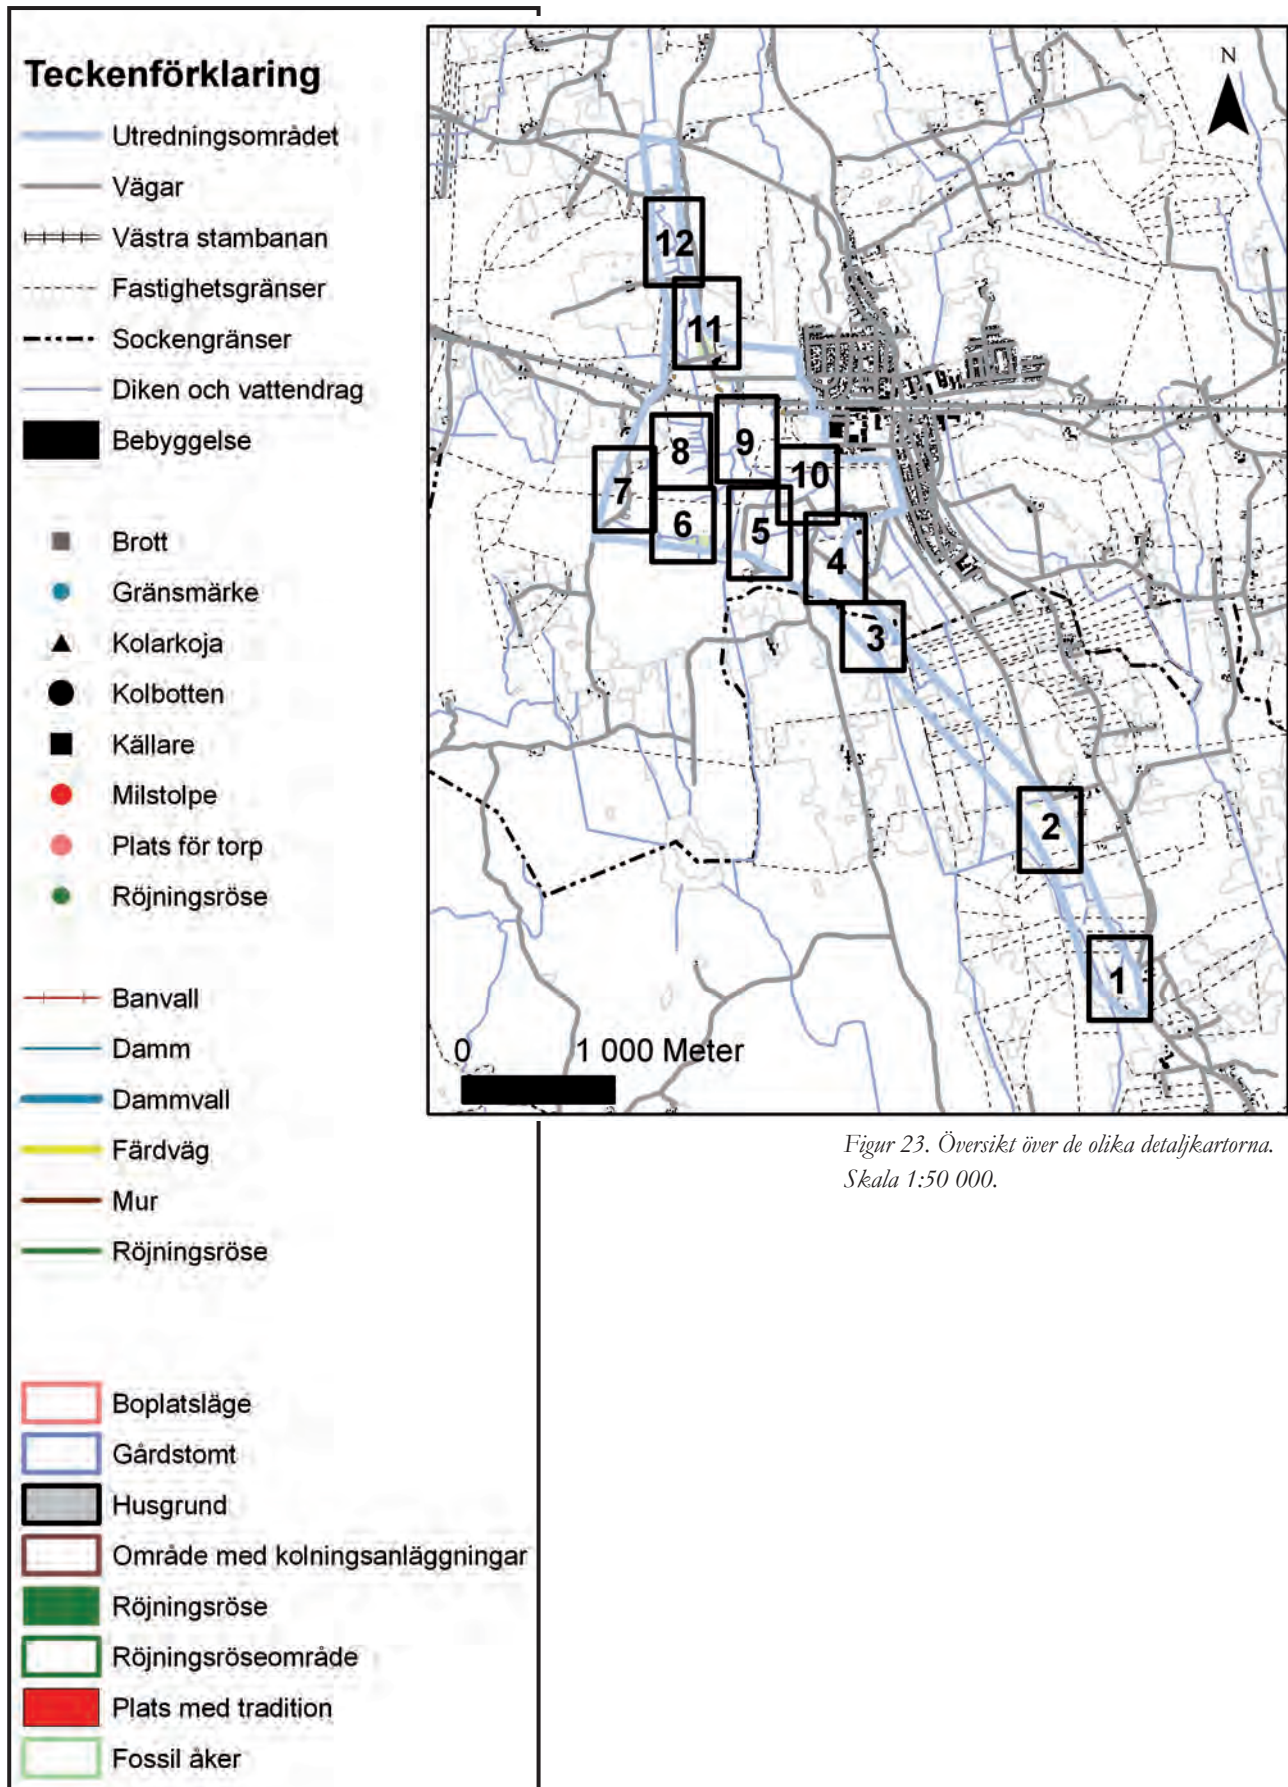 Teckenförklaring
Utredningsområdet
Vägar
Västra stambanan
Fastighetsgränser
Sockengränser
Diken och vattendrag
Bebyggelse
Brott
Gränsmärke
Kolarkoja
Kolbotten
Källare
Milstolpe
Plats för torp
Röjningsröse
Banvall
Damm
Dammvall
Färdväg
Mur
Röjningsröse
Boplatsläge
Gårdstomt
Husgrund
Område med kolningsanläggningar
Röjningsröse
Röjningsröseområde
Plats med tradition
Fossil åker
N
12
11
9
8
10
7
6
5
4
3
2
1
0 1 000 Meter
Figur 23. Översikt över de olika detaljkartorna.
Skala 1:50 000.